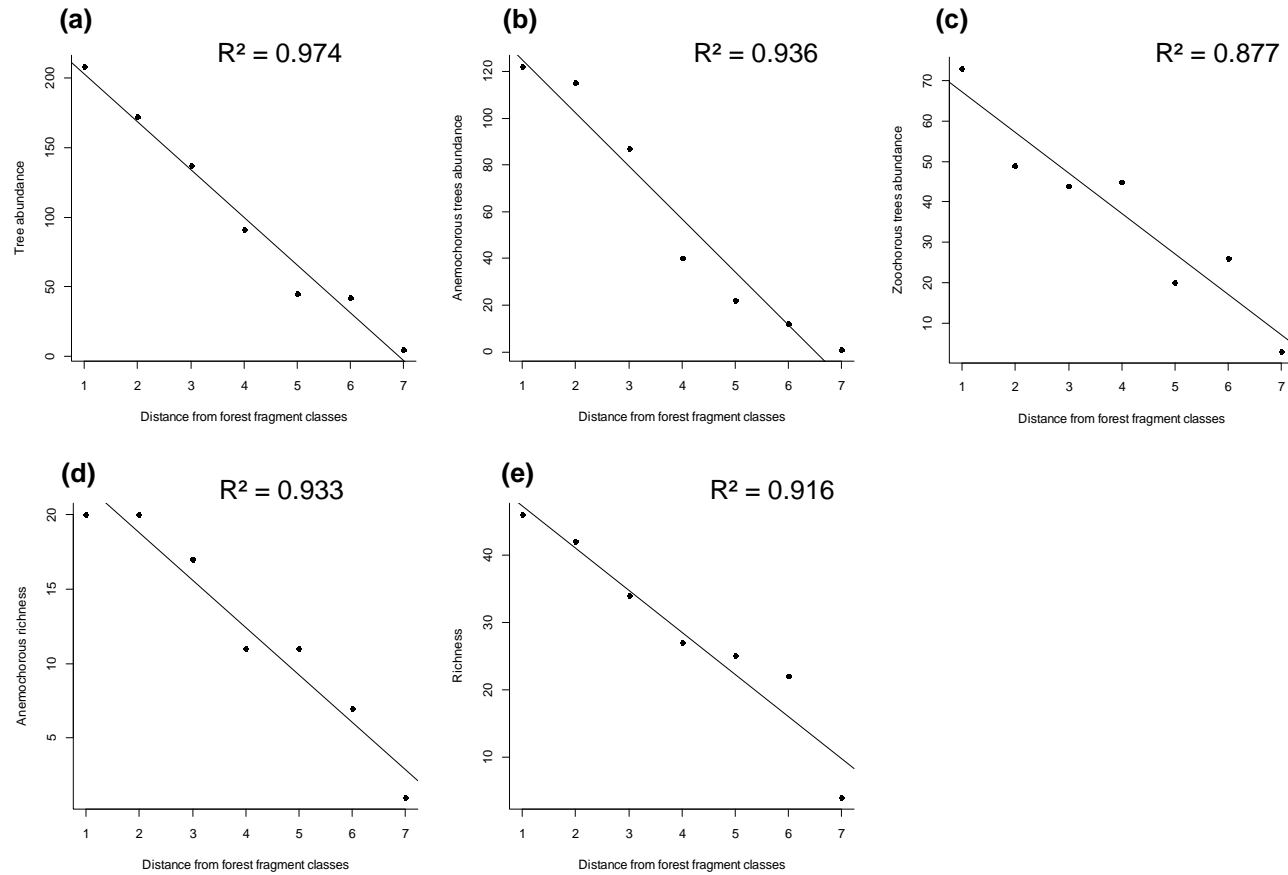 (a)
R² = 0.974
Tree abundance
200
150
100
50
0
1 2 3 4 5 6 7
Distance from forest fragment classes
(b)
R² = 0.936
Anemochorous trees abundance
120
100
80
60
40
20
0
1 2 3 4 5 6 7
Distance from forest fragment classes
(c)
R² = 0.877
Zoochorous trees abundance
70
60
50
40
30
20
10
1 2 3 4 5 6 7
Distance from forest fragment classes
(d)
R² = 0.933
Anemochorous richness
20
15
10
5
1 2 3 4 5 6 7
Distance from forest fragment classes
(e)
R² = 0.916
Richness
40
30
20
10
1 2 3 4 5 6 7
Distance from forest fragment classes